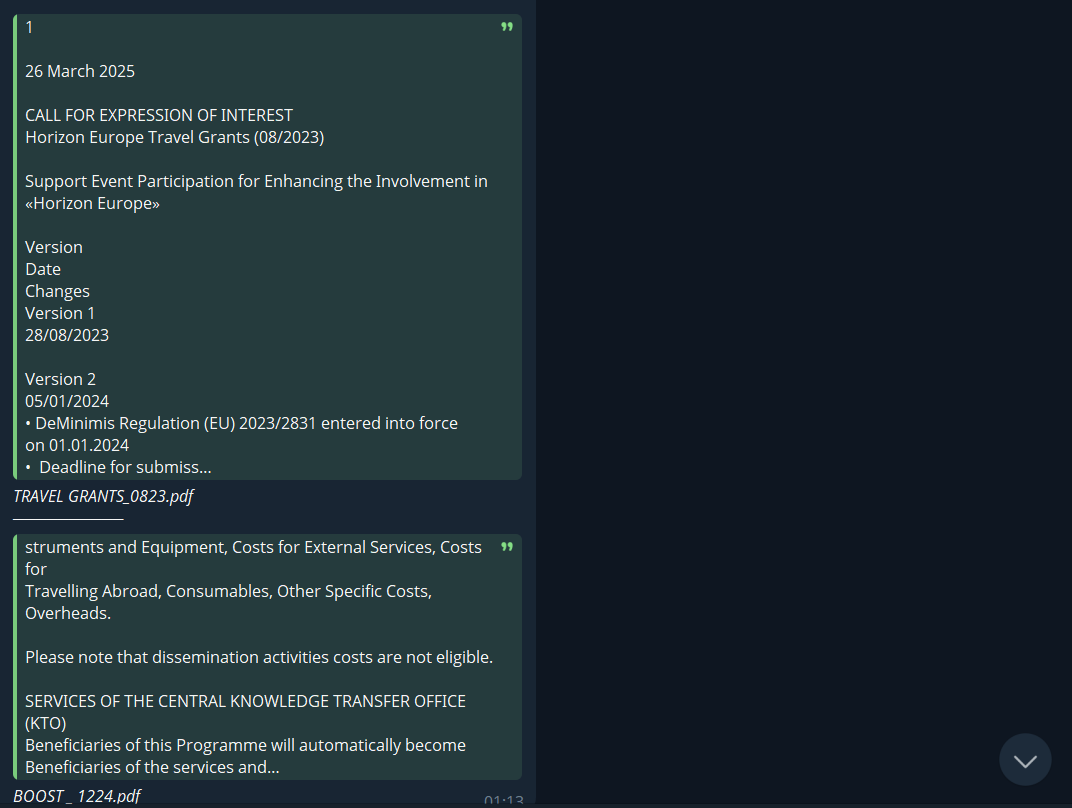 1
26 March 2025
CALL FOR EXPRESSION OF INTEREST
Horizon Europe Travel Grants (08/2023)
Support Event Participation for Enhancing the Involvement in
«Horizon Europe»
Version
Date
Changes
Version 1
28/08/2023
Version 2
05/01/2024
• DeMinimis Regulation (EU) 2023/2831 entered into force
on 01.01.2024
• Deadline for submiss...
TRAVEL GRANTS_0823.pdf
struments and Equipment, Costs for External Services, Costs
for
Travelling Abroad, Consumables, Other Specific Costs,
Overheads.
Please note that dissemination activities costs are not eligible.
SERVICES OF THE CENTRAL KNOWLEDGE TRANSFER OFFICE
(KTO)
Beneficiaries of this Programme will automatically become
Beneficiaries of the services and...
BOOST_ 1224.pdf
01:13